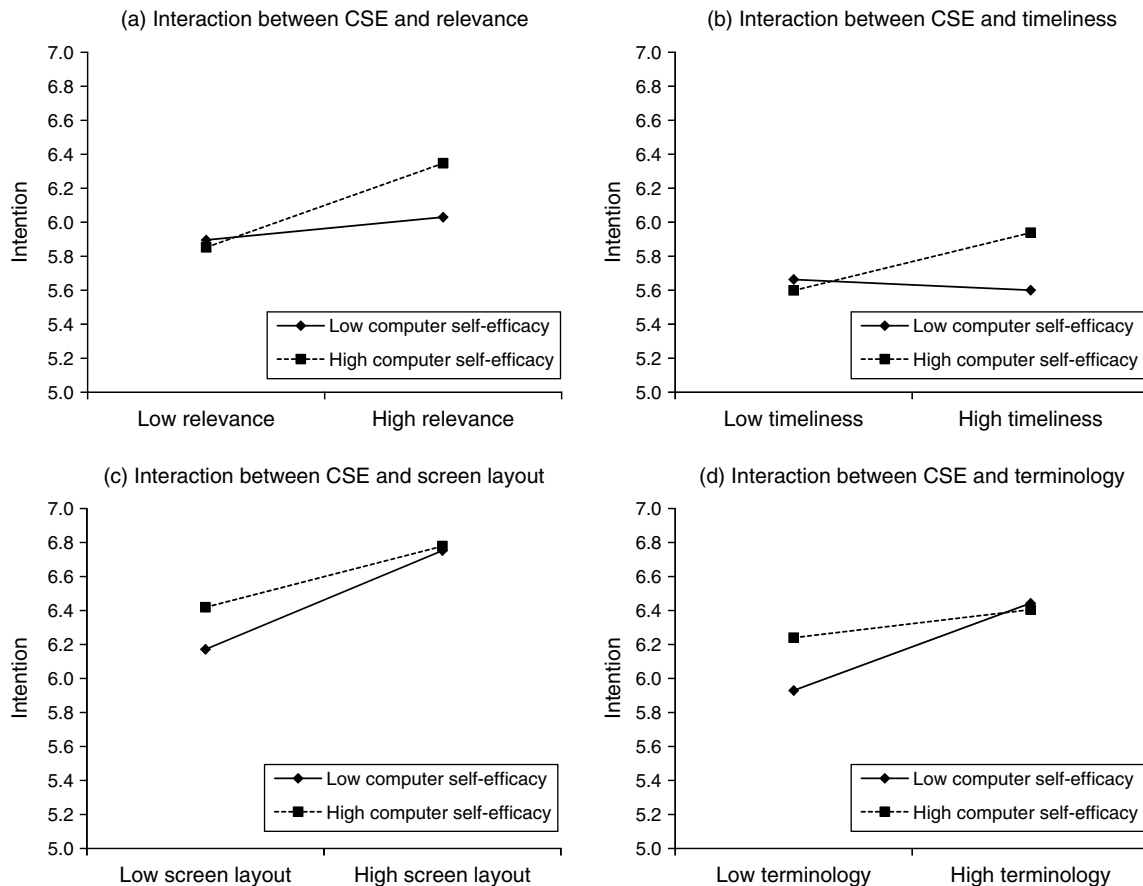 (a) Interaction between CSE and relevance
7.0
6.8
6.6
6.4
6.2
6.0
5.8
5.6
5.4
5.2
5.0
Intention
Low computer self-efficacy
High computer self-efficacy
Low relevance
High relevance
(b) Interaction between CSE and timeliness
7.0
6.8
6.6
6.4
6.2
6.0
5.8
5.6
5.4
5.2
5.0
Intention
Low computer self-efficacy
High computer self-efficacy
Low timeliness
High timeliness
(c) Interaction between CSE and screen layout
7.0
6.8
6.6
6.4
6.2
6.0
5.8
5.6
5.4
5.2
5.0
Intention
Low computer self-efficacy
High computer self-efficacy
Low screen layout
High screen layout
(d) Interaction between CSE and terminology
7.0
6.8
6.6
6.4
6.2
6.0
5.8
5.6
5.4
5.2
5.0
Intention
Low computer self-efficacy
High computer self-efficacy
Low terminology
High terminology